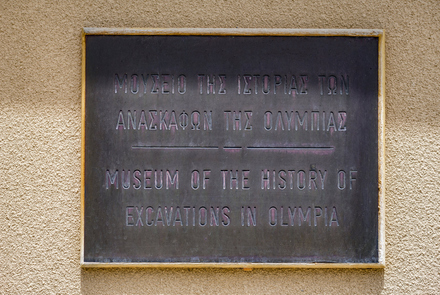 ΜΟΥΣΕΙΟ ΤΗΣ ΙΣΤΟΡΙΑΣ ΤΩΝ
ΑΝΑΣΚΑΦΩΝ ΤΗΣ ΟΛΥΜΠΙΑΣ
MUSEUM OF THE HISTORY OF
EXCAVATIONS IN OLYMPIA